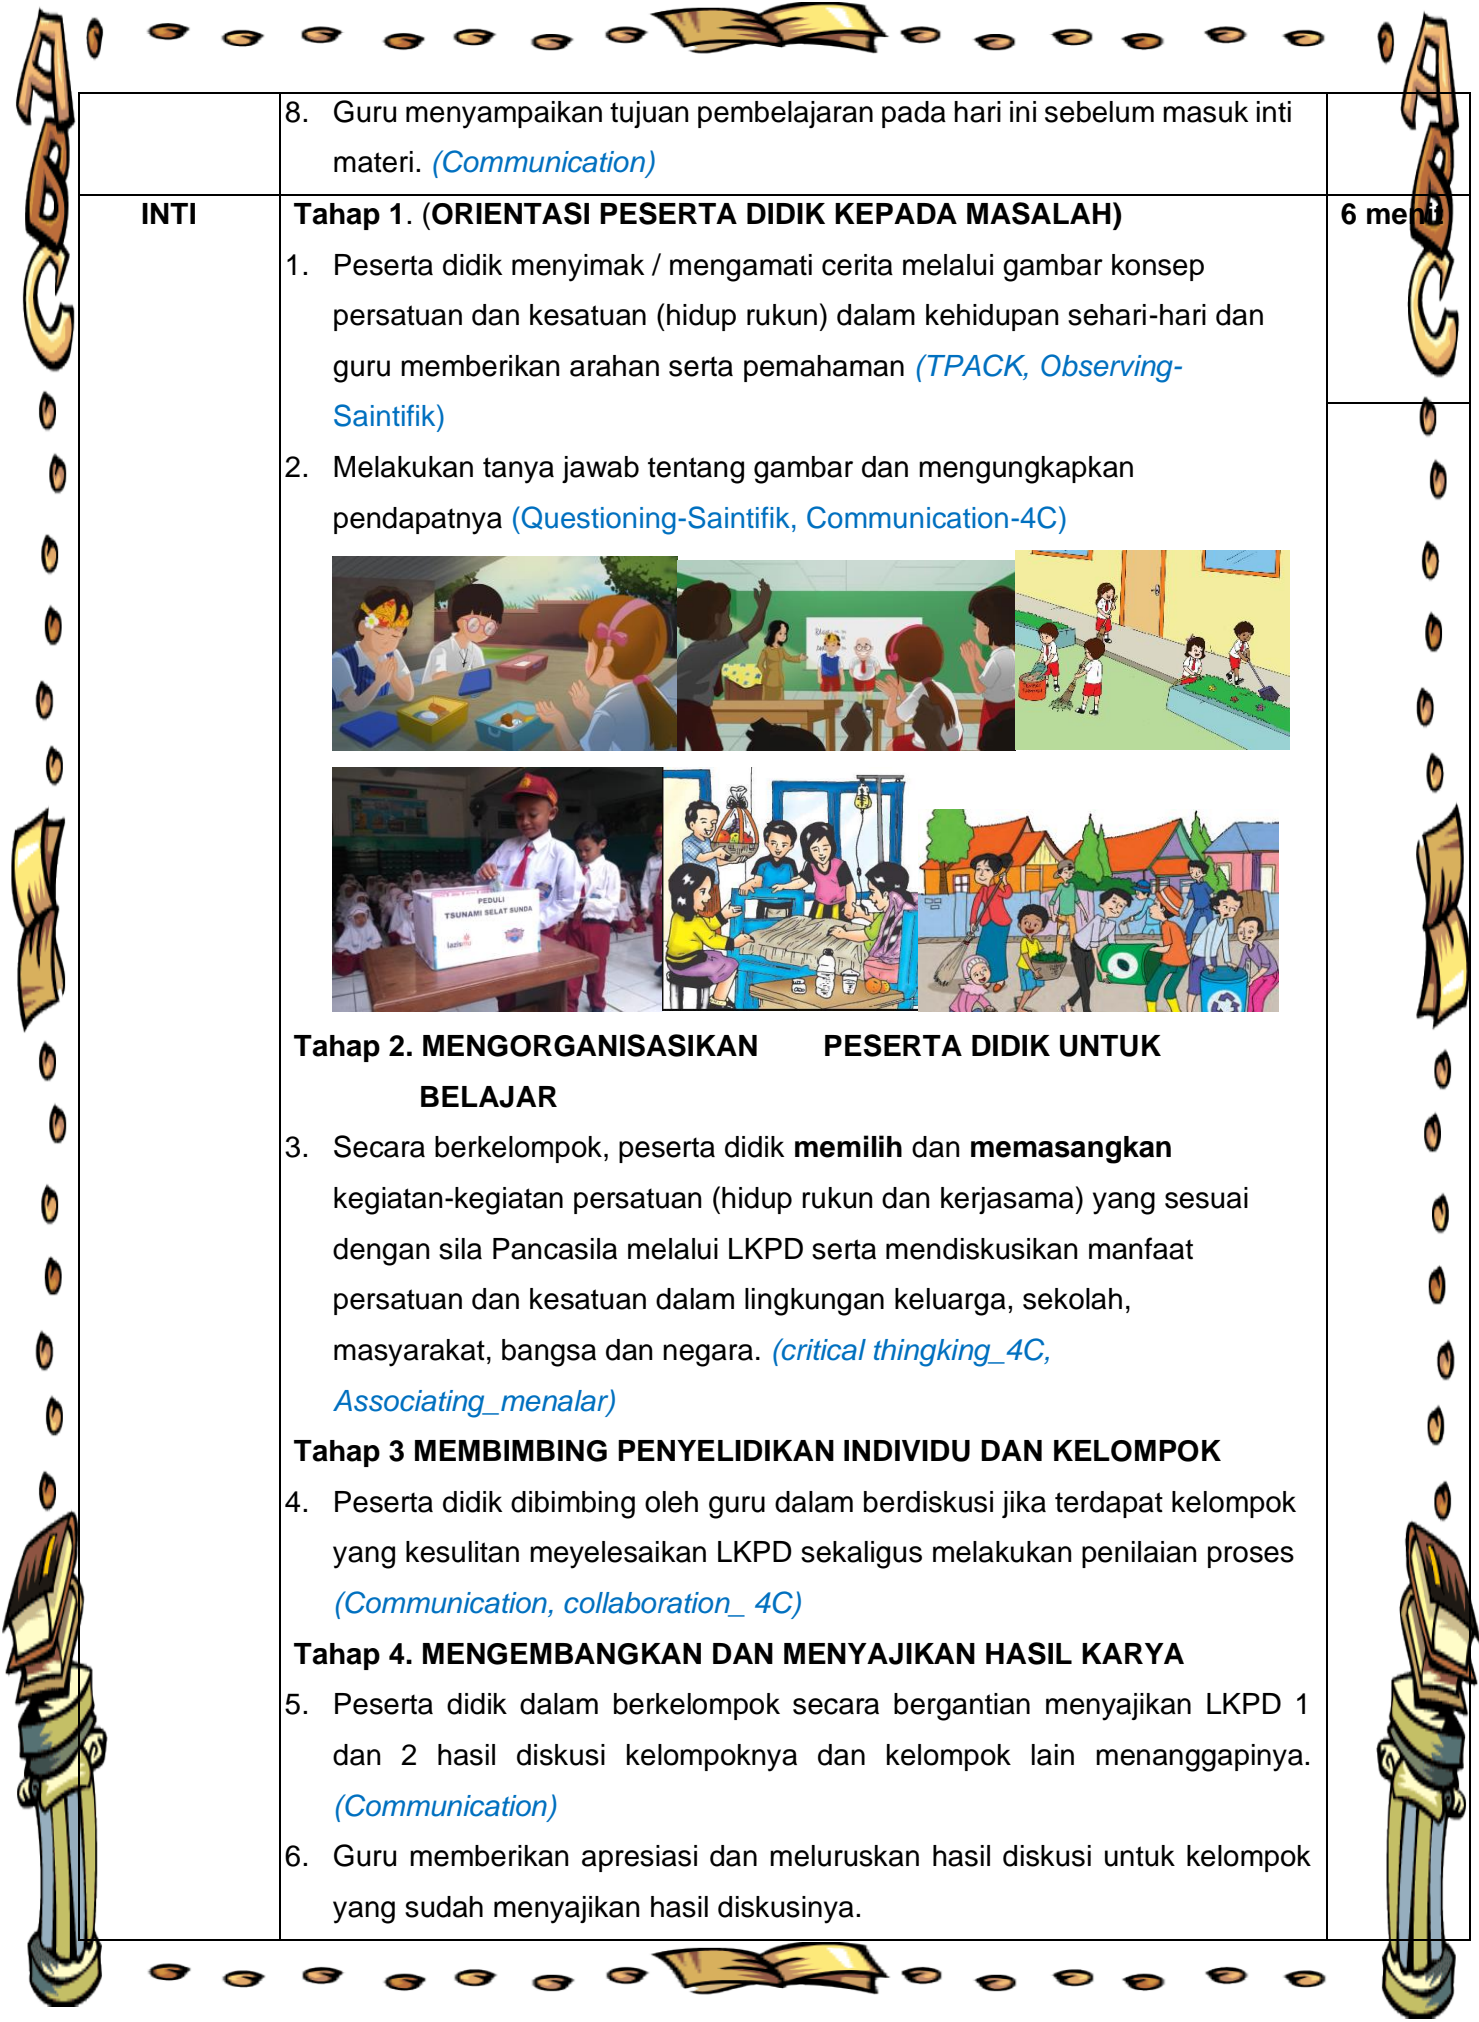 8. Guru menyampaikan tujuan pembelajaran pada hari ini sebelum masuk inti
materi. (Communication)
INTI
Tahap 1. (ORIENTASI PESERTA DIDIK KEPADA MASALAH)
6 menit
1. Peserta didik menyimak / mengamati cerita melalui gambar konsep
persatuan dan kesatuan (hidup rukun) dalam kehidupan sehari-hari dan
guru memberikan arahan serta pemahaman (TPACK, Observing-
Saintifik)
2. Melakukan tanya jawab tentang gambar dan mengungkapkan
pendapatnya (Questioning-Saintifik, Communication-4C)
PEDULI
TSUNAMI SELAT SUNDA
lazismu
Tahap 2. MENGORGANISASIKAN PESERTA DIDIK UNTUK
BELAJAR
3. Secara berkelompok, peserta didik memilih dan memasangkan
kegiatan-kegiatan persatuan (hidup rukun dan kerjasama) yang sesuai
dengan sila Pancasila melalui LKPD serta mendiskusikan manfaat
persatuan dan kesatuan dalam lingkungan keluarga, sekolah,
masyarakat, bangsa dan negara. (critical thingking_4C,
Associating_menalar)
Tahap 3 MEMBIMBING PENYELIDIKAN INDIVIDU DAN KELOMPOK
4. Peserta didik dibimbing oleh guru dalam berdiskusi jika terdapat kelompok
yang kesulitan meyelesaikan LKPD sekaligus melakukan penilaian proses
(Communication, collaboration_ 4C)
Tahap 4. MENGEMBANGKAN DAN MENYAJIKAN HASIL KARYA
5. Peserta didik dalam berkelompok secara bergantian menyajikan LKPD 1
dan 2 hasil diskusi kelompoknya dan kelompok lain menanggapinya.
(Communication)
6. Guru memberikan apresiasi dan meluruskan hasil diskusi untuk kelompok
yang sudah menyajikan hasil diskusinya.
ABC
ABC